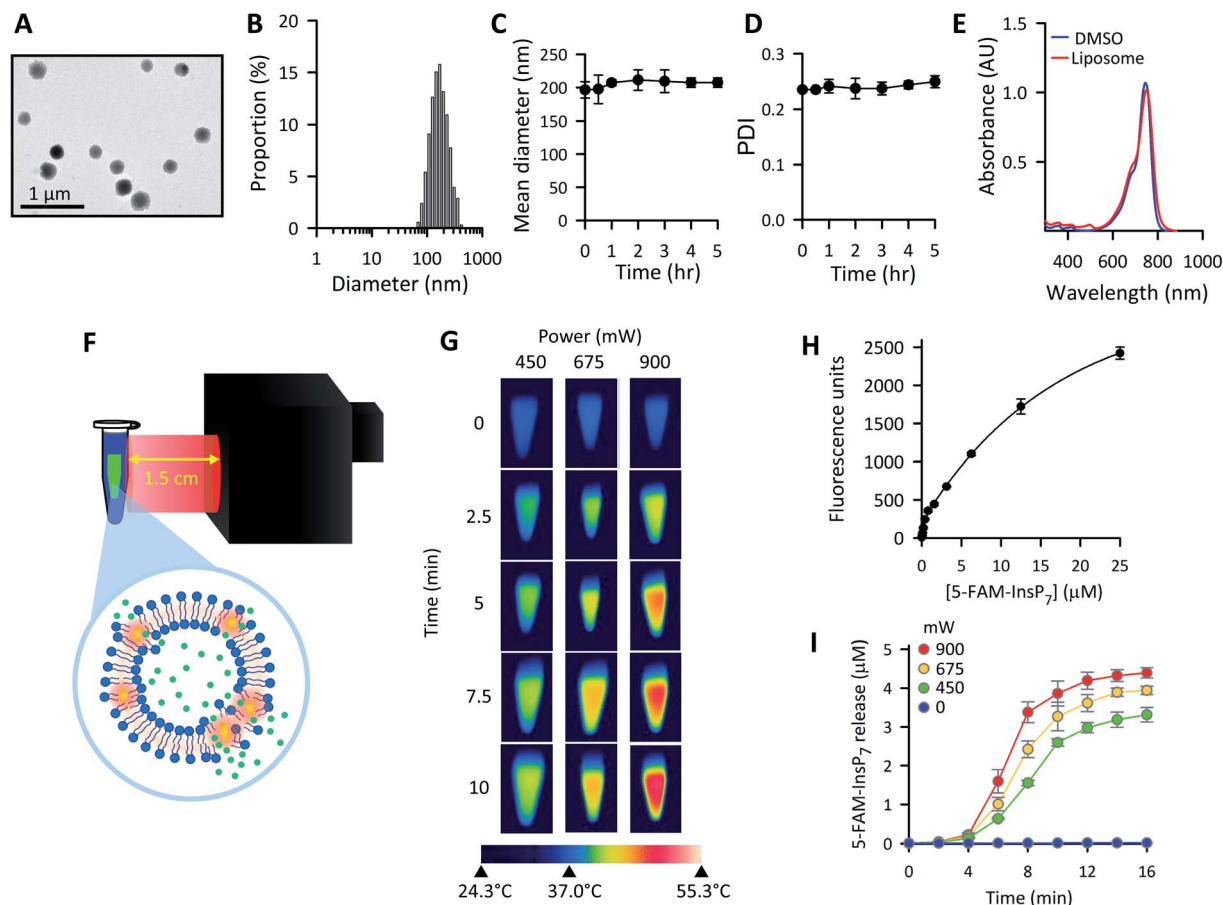 A
1 µm
B
Proportion (%)
20
15
10
5
0
1 10 100 1000
Diameter (nm)
C
Mean diameter (nm)
250
200
150
100
50
0
0 1 2 3 4 5
Time (hr)
D
PDI
0.3
0.2
0.1
0.0
0 1 2 3 4 5
Time (hr)
E
Absorbance (AU)
1.5
1.0
0.5
DMSO
Liposome
400 600 800 1000
Wavelength (nm)
F
1.5 cm
G
Power (mW)
450 675 900
Time (min)
0
2.5
5
7.5
10
24.3°C 37.0°C 55.3°C
H
Fluorescence units
2500
2000
1500
1000
500
0
0 5 10 15 20 25
[5-FAM-InsP7] (µM)
I
5-FAM-InsP7 release (µM)
mW
900
675
450
0
5
4
3
2
1
0
0 4 8 12 16
Time (min)